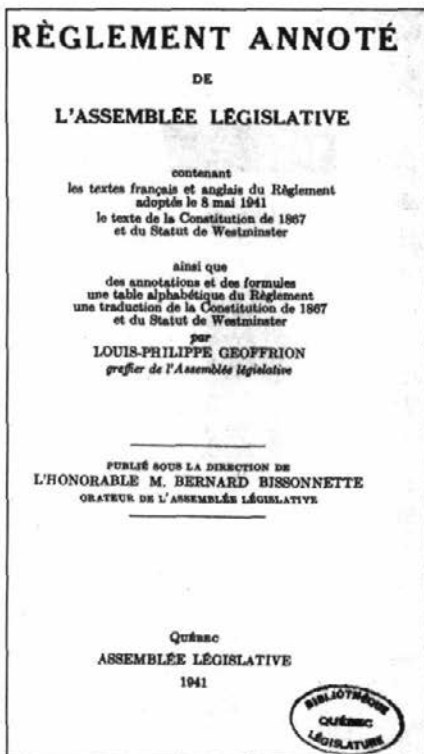 RÈGLEMENT ANNOTÉ
DE
L'ASSEMBLÉE LÉGISLATIVE
contenant
les textes français et anglais du Règlement
adoptés le 8 mai 1941
le texte de la Constitution de 1867
et du Statut de Westminster
ainsi que
des annotations et des formules
une table alphabétique du Règlement
une traduction de la Constitution de 1867
et du Statut de Westminster
par
LOUIS-PHILIPPE GEOFFRION
greffier de l'Assemblée législative
PUBLIÉ SOUS LA DIRECTION DE
L'HONORABLE M. BERNARD BISSONNETTE
ORATEUR DE L'ASSEMBLÉE LÉGISLATIVE
QUÉBEC
ASSEMBLÉE LÉGISLATIVE
1941
BIBLIOTHÈQUE
QUÉBEC
LÉGISLATURE